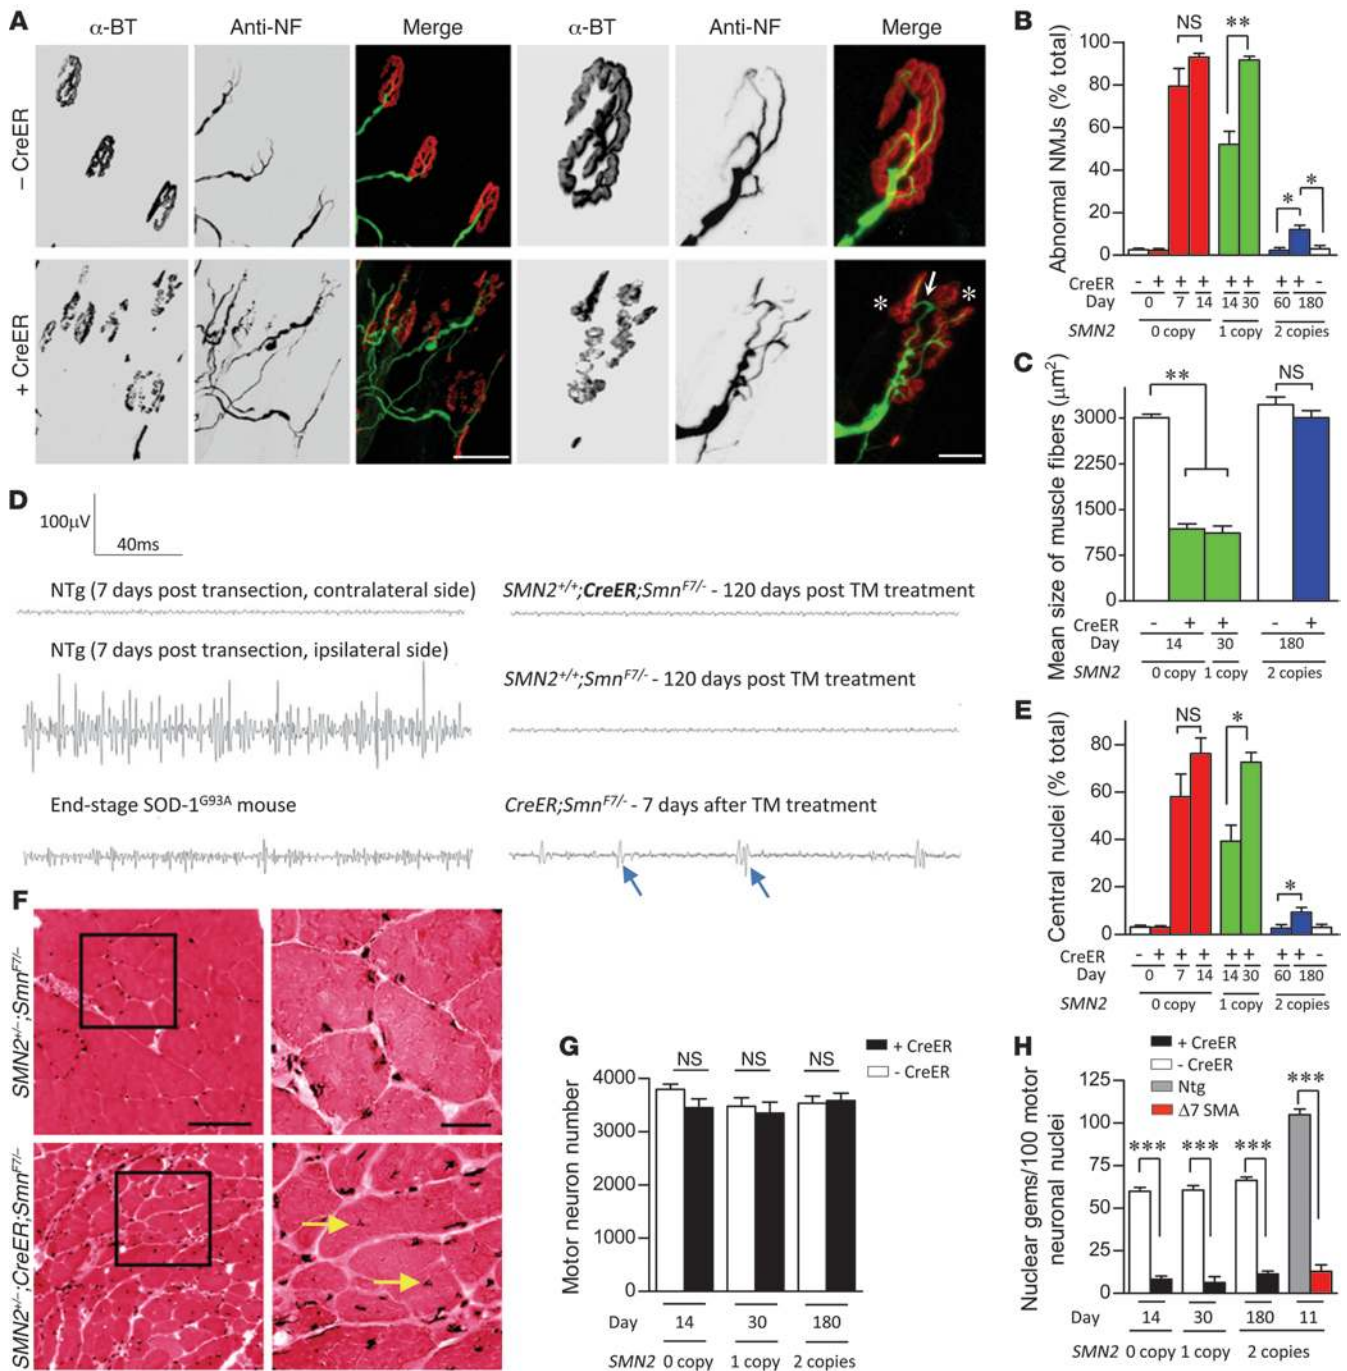 A
α-BT Anti-NF Merge α-BT Anti-NF Merge
– CreER
+ CreER
* *
B
Abnormal NMJs (% total)
80
60
40
20
0
NS ** * *
CreER - + + + + + + + -
Day 0 7 14 14 30 60 180
SMN2 0 copy 1 copy 2 copies
C
Mean size of muscle fibers (μm²)
3000
2250
1500
750
0
** NS
CreER - + + - +
Day 14 30 180
SMN2 0 copy 1 copy 2 copies
D
100μV
40ms
NTg (7 days post transection, contralateral side)
NTg (7 days post transection, ipsilateral side)
End-stage SOD-1G93A mouse
SMN2+/+;CreER;SmnF7/- - 120 days post TM treatment
SMN2+/+;SmnF7/- - 120 days post TM treatment
CreER;SmnF7/- - 7 days after TM treatment
E
Central nuclei (% total)
80
60
40
20
0
NS * *
CreER - + + + + + + + -
Day 0 7 14 14 30 60 180
SMN2 0 copy 1 copy 2 copies
F
SMN2+/–;SmnF7/–
SMN2+/–;CreER;SmnF7/–
G
Motor neuron number
4000
3000
2000
1000
0
NS NS NS
+ CreER
- CreER
Day 14 30 180
SMN2 0 copy 1 copy 2 copies
H
Nuclear gems/100 motor
neuronal nuclei
125
100
75
50
25
0
+ CreER
- CreER
Ntg
Δ7 SMA
*** *** *** ***
Day 14 30 180 11
SMN2 0 copy 1 copy 2 copies